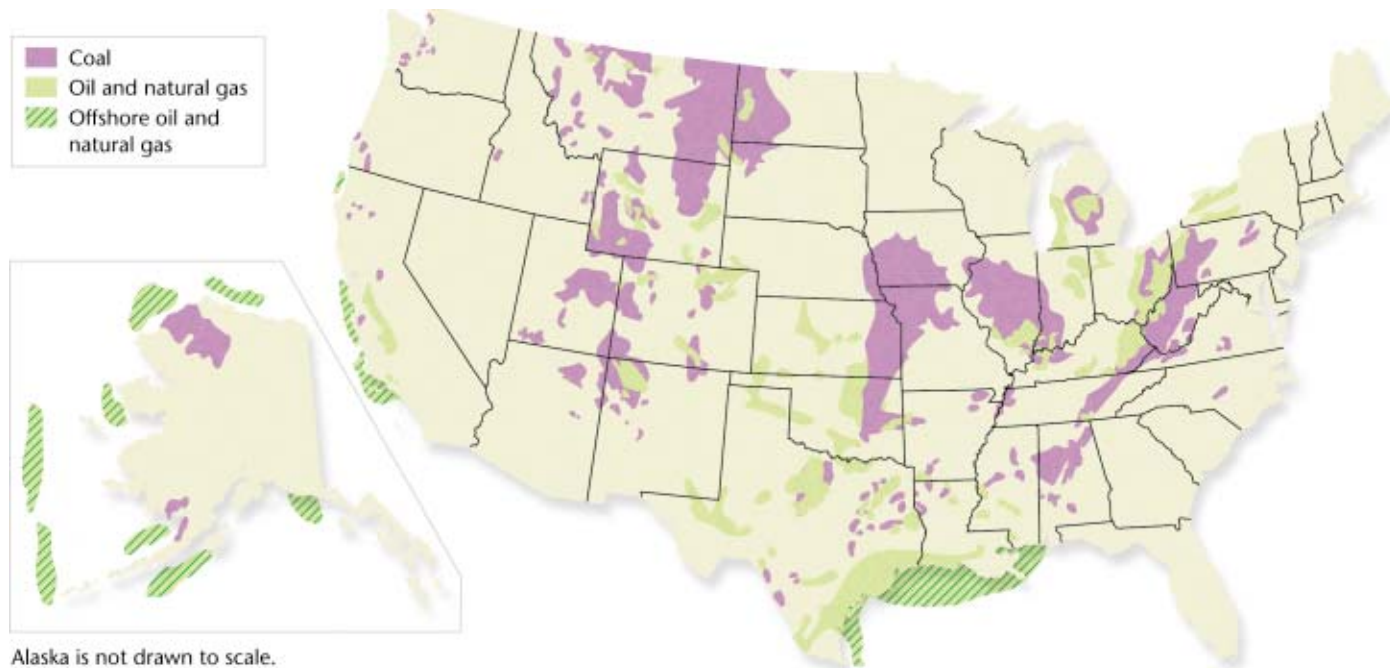 Coal
Oil and natural gas
Offshore oil and
natural gas
Alaska is not drawn to scale.